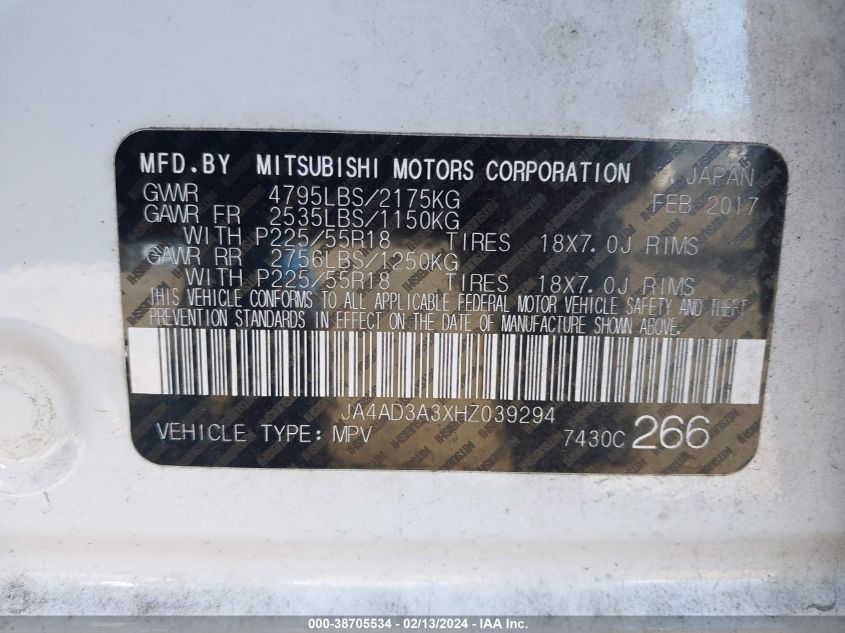 MFD.BY MITSUBISHI MOTORS CORPORATION JAPAN
GVWR 4795LBS/2175KG FEB 2017
GAWR FR 2535LBS/1150KG
WITH P225/55R18 TIRES 18X7.0J RIMS
GAWR RR 2756LBS/1250KG
WITH P225/55R18 TIRES 18X7.0J RIMS
THIS VEHICLE CONFORMS TO ALL APPLICABLE FEDERAL MOTOR VEHICLE SAFETY AND THEFT
PREVENTION STANDARDS IN EFFECT ON THE DATE OF MANUFACTURE SHOWN ABOVE.
JA4AD3A3XHZ039294
VEHICLE TYPE: MPV 7430C 266
000-38705534 - 02/13/2024 - © IAA, Inc.